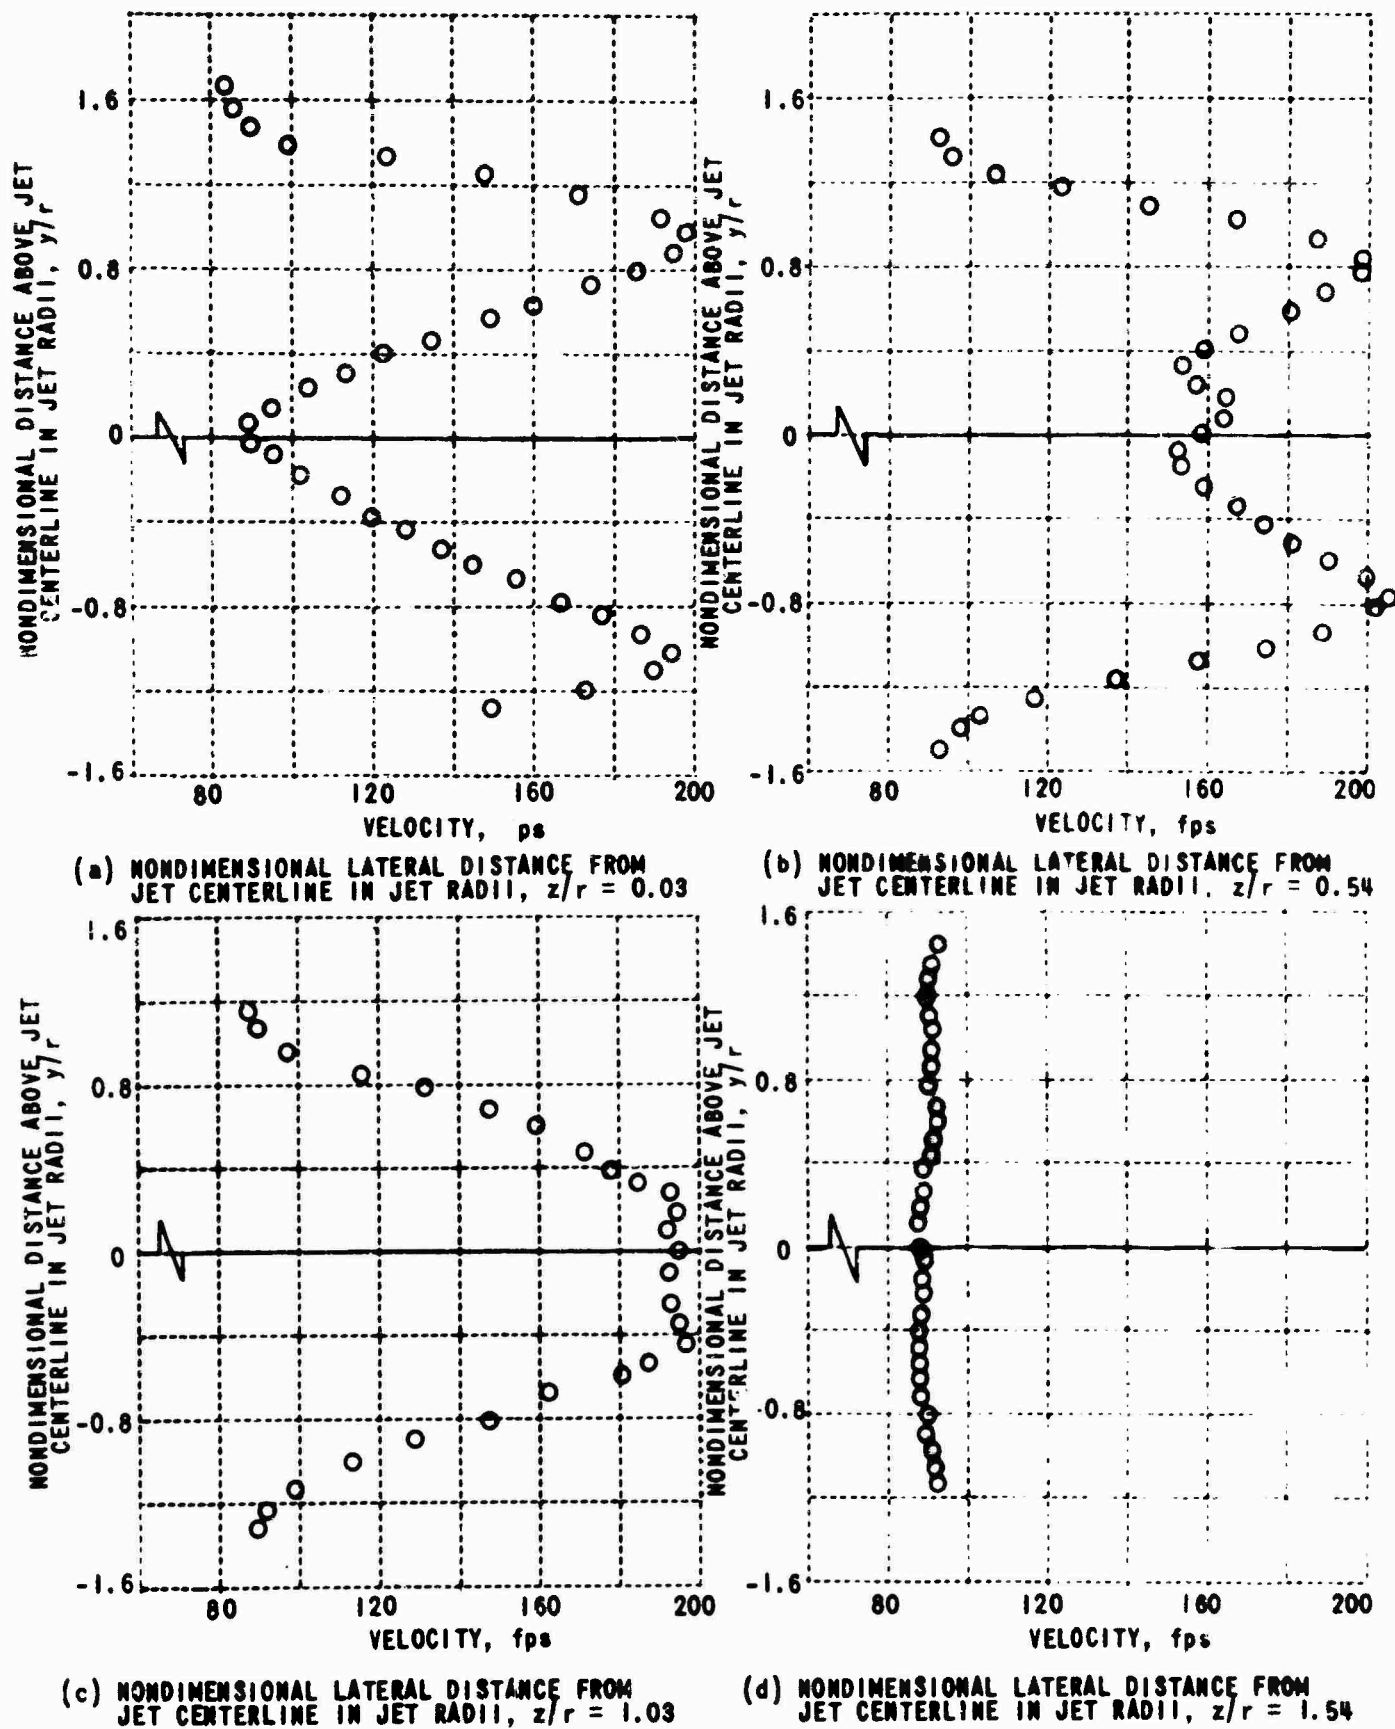 1.6
0.8
0
-0.8
-1.6
80 120 160 200
NONDIMENSIONAL DISTANCE ABOVE JET
CENTERLINE IN JET RADII, y/r
VELOCITY, ps
(a) NONDIMENSIONAL LATERAL DISTANCE FROM
JET CENTERLINE IN JET RADII, z/r = 0.03
1.6
0.8
0
-0.8
-1.6
80 120 160 200
NONDIMENSIONAL DISTANCE ABOVE JET
CENTERLINE IN JET RADII, y/r
VELOCITY, fps
(b) NONDIMENSIONAL LATERAL DISTANCE FROM
JET CENTERLINE IN JET RADII, z/r = 0.54
1.6
0.8
0
-0.8
-1.6
80 120 160 200
NONDIMENSIONAL DISTANCE ABOVE JET
CENTERLINE IN JET RADII, y/r
VELOCITY, fps
(c) NONDIMENSIONAL LATERAL DISTANCE FROM
JET CENTERLINE IN JET RADII, z/r = 1.03
1.6
0.8
0
-0.8
-1.6
80 120 160 200
NONDIMENSIONAL DISTANCE ABOVE JET
CENTERLINE IN JET RADII, y/r
VELOCITY, fps
(d) NONDIMENSIONAL LATERAL DISTANCE FROM
JET CENTERLINE IN JET RADII, z/r = 1.54